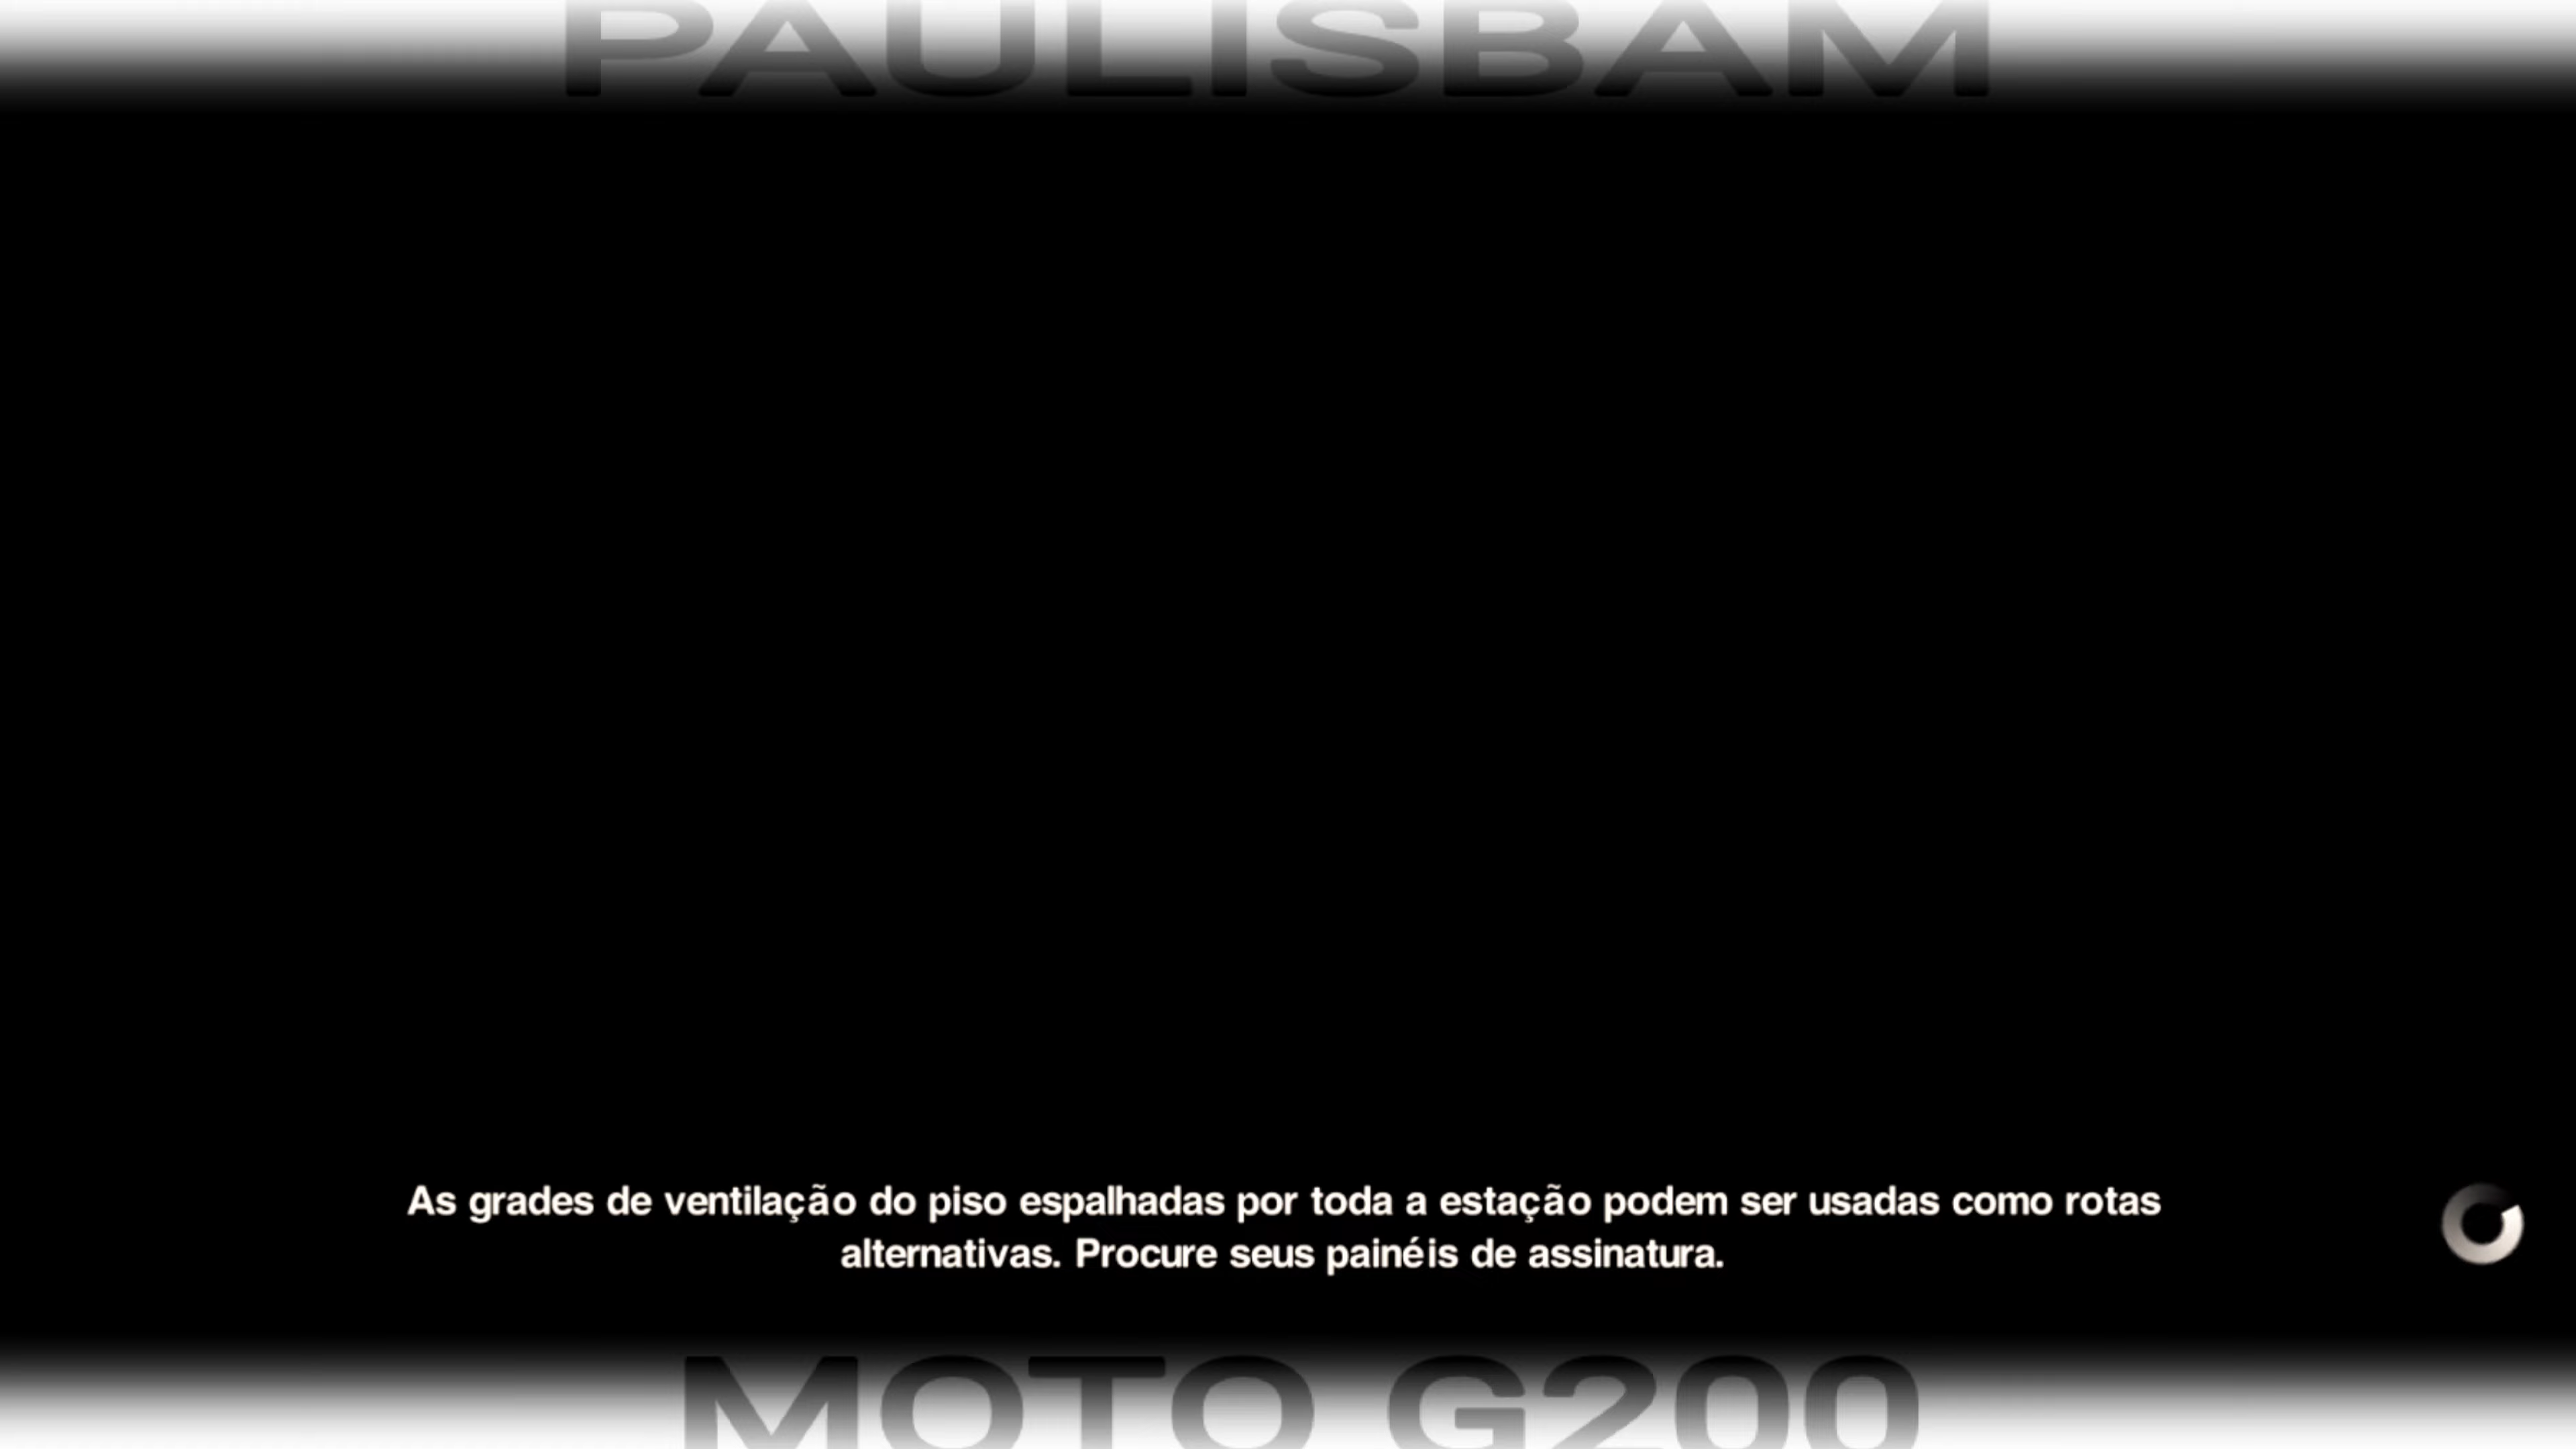 PAULISBAM
As grades de ventilação do piso espalhadas por toda a estação podem ser usadas como rotas
alternativas. Procure seus painéis de assinatura.
MOTO G200